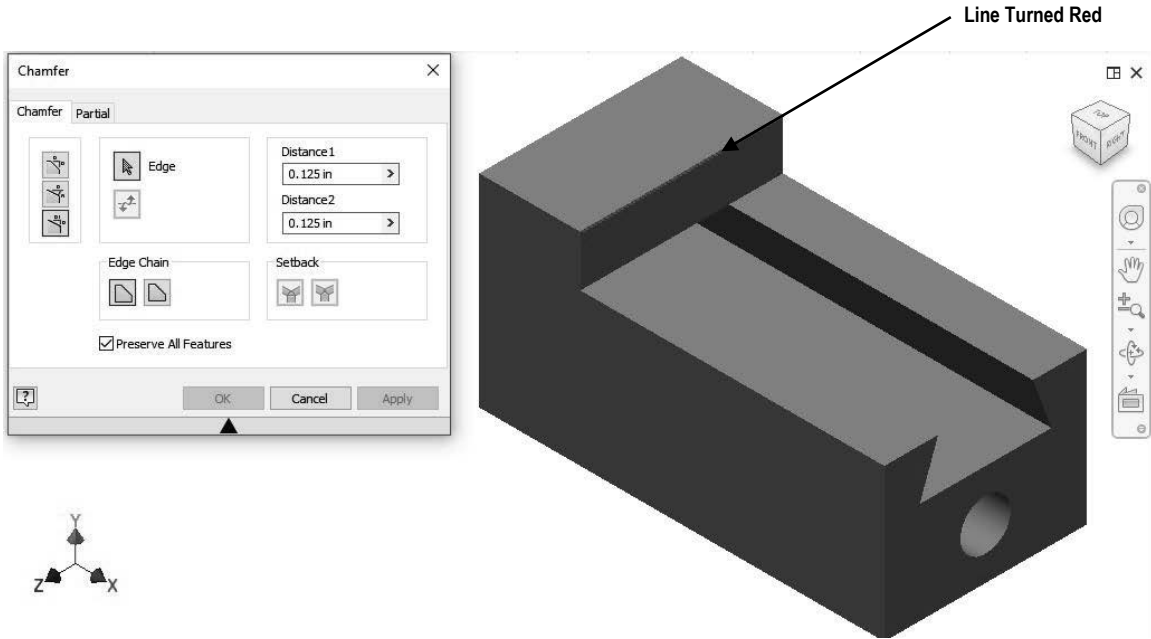 Line Turned Red
Chamfer
Chamfer Partial
Edge
Distance1
0.125 in
Distance2
0.125 in
Edge Chain
Setback
Preserve All Features
OK Cancel Apply
TOP
FRONT RIGHT
Y
Z X